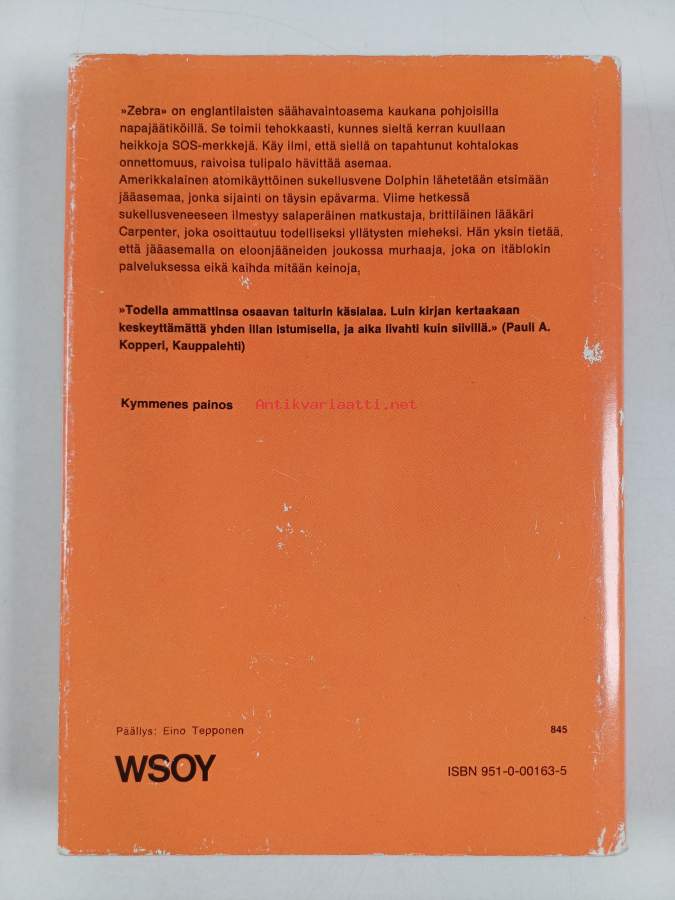 »Zebra» on englantilaisten säähavaintoasema kaukana pohjoisilla
napajäätiköillä. Se toimii tehokkaasti, kunnes sieltä kerran kuullaan
heikkoja SOS-merkkejä. Käy ilmi, että siellä on tapahtunut kohtalokas
onnettomuus, raivoisa tulipalo hävittää asemaa.
Amerikkalainen atomikäyttöinen sukellusvene Dolphin lähetetään etsimään
jääasemaa, jonka sijainti on täysin epävarma. Viime hetkessä
sukellusveneeseen ilmestyy salaperäinen matkustaja, brittiläinen lääkäri
Carpenter, joka osoittautuu todelliseksi yllätysten mieheksi. Hän yksin tietää,
että jääasemalla on eloonjääneiden joukossa murhaaja, joka on itäblokin
palveluksessa eikä kaihda mitään keinoja.
»Todella ammattinsa osaavan taiturin käsialaa. Luin kirjan kertaakaan
keskeyttämättä yhden illan istumisella, ja aika livahti kuin siivillä.» (Pauli A.
Kopperi, Kauppalehti)
Kymmenes painos Antikvariaatti.net
Päällys: Eino Tepponen 845
WSOY ISBN 951-0-00163-5